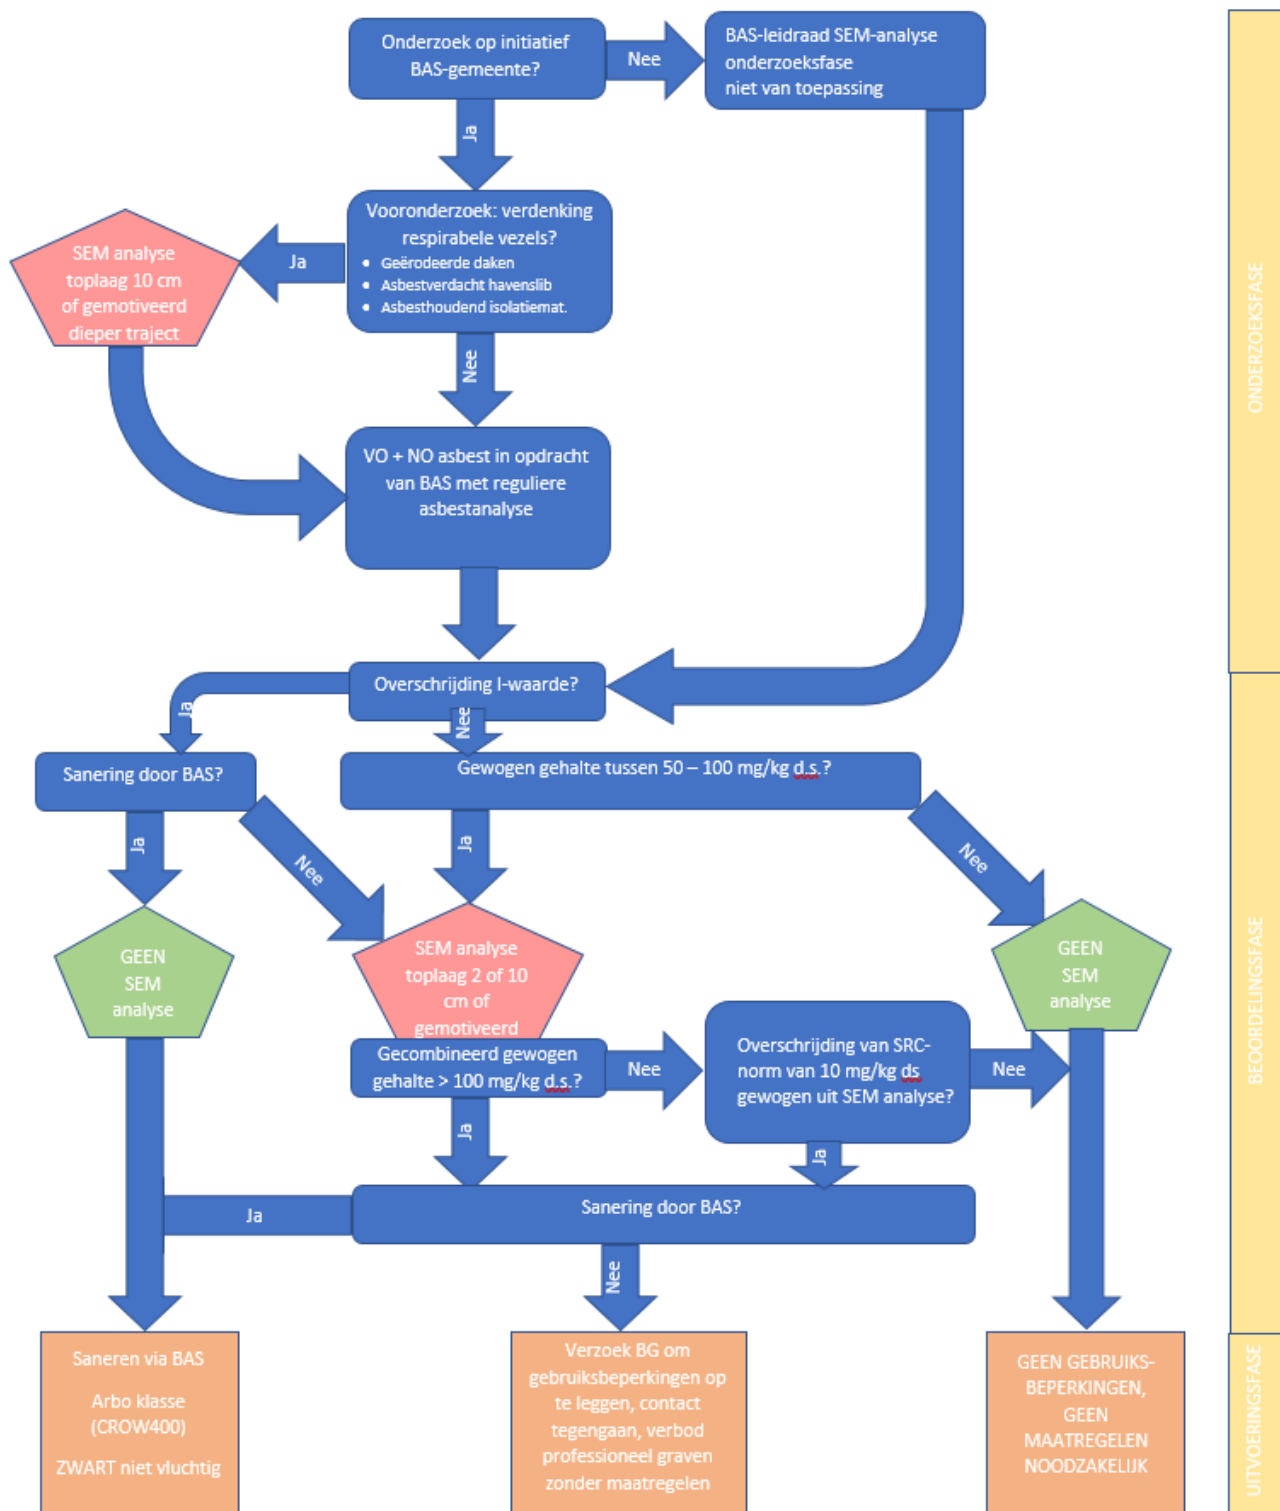 Onderzoek op initiatief
BAS-gemeente?
Nee
BAS-leidraad SEM-analyse
onderzoeksfase
niet van toepassing
Ja
Vooronderzoek: verdenking
respirabele vezels?
• Geërodeerde daken
• Asbestverdacht havenslib
• Asbesthoudend isolatiemat.
Ja
SEM analyse
toplaag 10 cm
of gemotiveerd
dieper traject
Nee
VO + NO asbest in opdracht
van BAS met reguliere
asbestanalyse
ONDERZOEKSFASE
Overschrijding I-waarde?
Ja
Nee
Sanering door BAS?
Gewogen gehalte tussen 50 – 100 mg/kg d.s.?
Ja
Nee
Ja
Nee
GEEN
SEM
analyse
SEM analyse
toplaag 2 of 10
cm of
gemotiveerd
GEEN
SEM
analyse
Gecombineerd gewogen
gehalte > 100 mg/kg d.s.?
Nee
Overschrijding van SRC-
norm van 10 mg/kg ds
gewogen uit SEM analyse?
Nee
Ja
Ja
Sanering door BAS?
Ja
Nee
BEOORDELINGSFASE
Saneren via BAS
Arbo klasse
(CROW400)
ZWART niet vluchtig
Verzoek BG om
gebruiksbeperkingen op
te leggen, contact
tegengaan, verbod
professioneel graven
zonder maatregelen
GEEN GEBRUIKS-
BEPERKINGEN,
GEEN
MAATREGELEN
NOODZAKELIJK
UITVOERINGSFASE